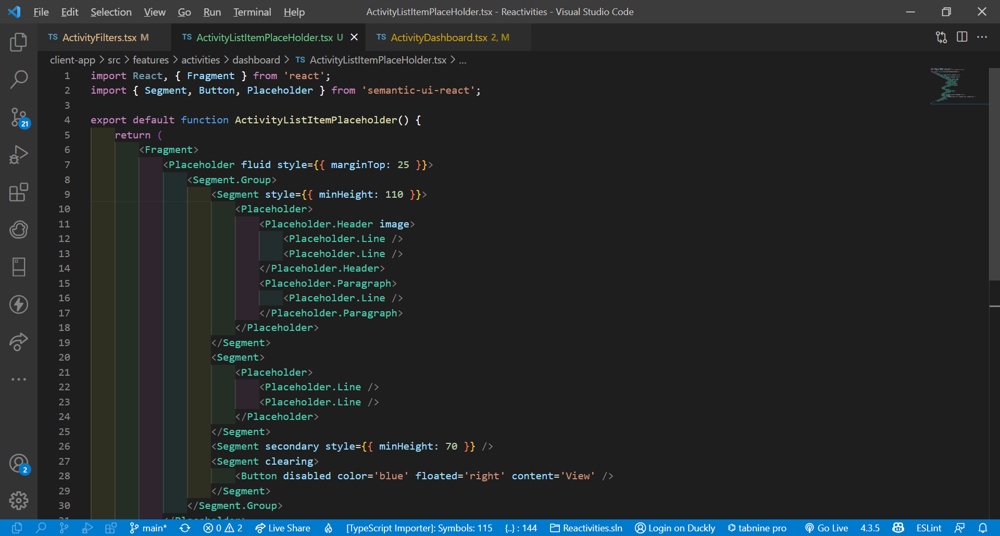 File Edit Selection View Go Run Terminal Help ActivityListItemPlaceHolder.tsx - Reactivities - Visual Studio Code
TS ActivityFilters.tsx M TS ActivityListItemPlaceHolder.tsx U TS ActivityDashboard.tsx 2, M
client-app > src > features > activities > dashboard > TS ActivityListItemPlaceHolder.tsx > ...
1 import React, { Fragment } from 'react';
2 import { Segment, Button, Placeholder } from 'semantic-ui-react';
3
4 export default function ActivityListItemPlaceholder() {
5 return (
6 <Fragment>
7 <Placeholder fluid style={{ marginTop: 25 }}>
8 <Segment.Group>
9 <Segment style={{ minHeight: 110 }}>
10 <Placeholder>
11 <Placeholder.Header image>
12 <Placeholder.Line />
13 <Placeholder.Line />
14 </Placeholder.Header>
15 <Placeholder.Paragraph>
16 <Placeholder.Line />
17 </Placeholder.Paragraph>
18 </Placeholder>
19 </Segment>
20 <Segment>
21 <Placeholder>
22 <Placeholder.Line />
23 <Placeholder.Line />
24 </Placeholder>
25 </Segment>
26 <Segment secondary style={{ minHeight: 70 }} />
27 <Segment clearing>
28 <Button disabled color='blue' floated='right' content='View' />
29 </Segment>
30 </Segment.Group>
21
2
main* 0 2 Live Share [TypeScript Importer]: Symbols: 115 {..} : 144 Reactivities.sln Login on Duckly tabnine pro Go Live 4.3.5 ESLint